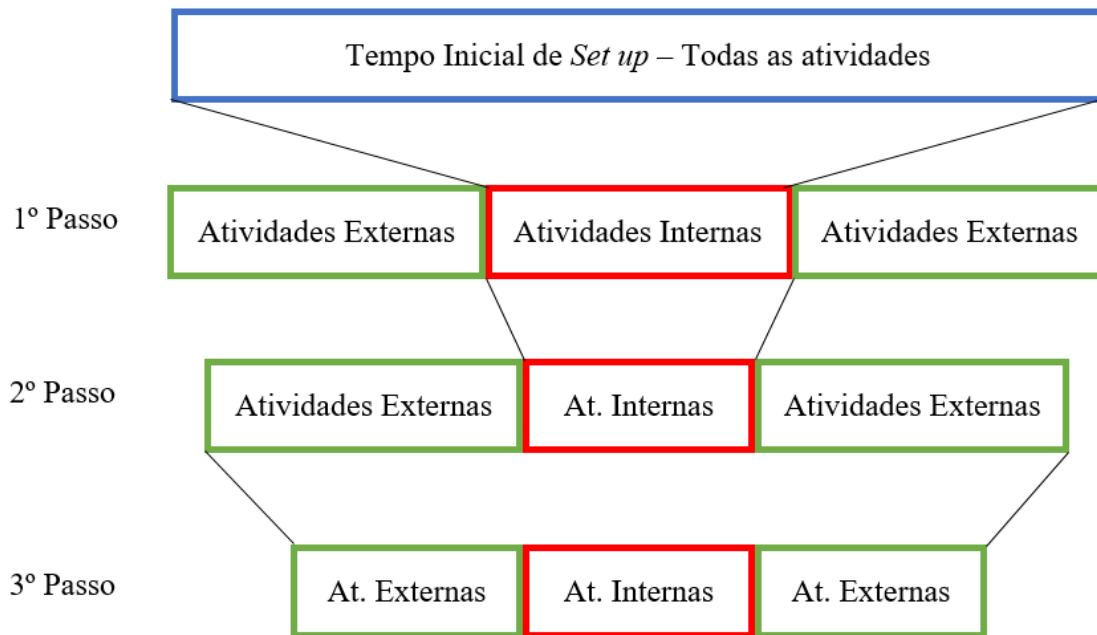 Tempo Inicial de Set up – Todas as atividades
1º Passo
Atividades Externas
Atividades Internas
Atividades Externas
2º Passo
Atividades Externas
At. Internas
Atividades Externas
3º Passo
At. Externas
At. Internas
At. Externas